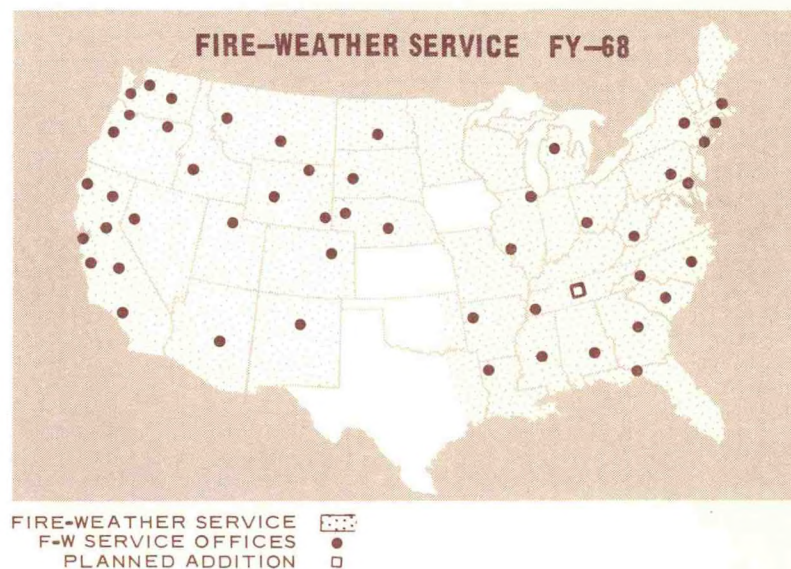 FIRE–WEATHER SERVICE FY–68
FIRE-WEATHER SERVICE
F-W SERVICE OFFICES
PLANNED ADDITION